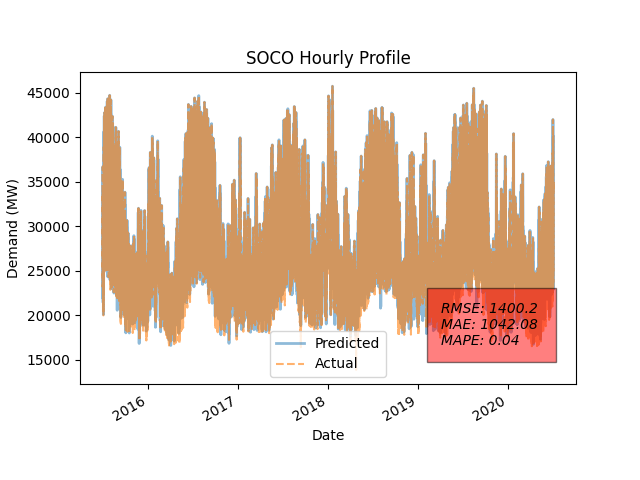 SOCO Hourly Profile
Demand (MW)
45000
40000
35000
30000
25000
20000
15000
RMSE: 1400.2
MAE: 1042.08
MAPE: 0.04
Predicted
Actual
2016
2017
2018
2019
2020
Date